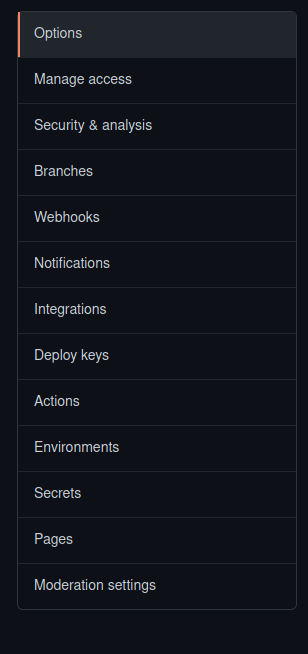 Options
Manage access
Security & analysis
Branches
Webhooks
Notifications
Integrations
Deploy keys
Actions
Environments
Secrets
Pages
Moderation settings